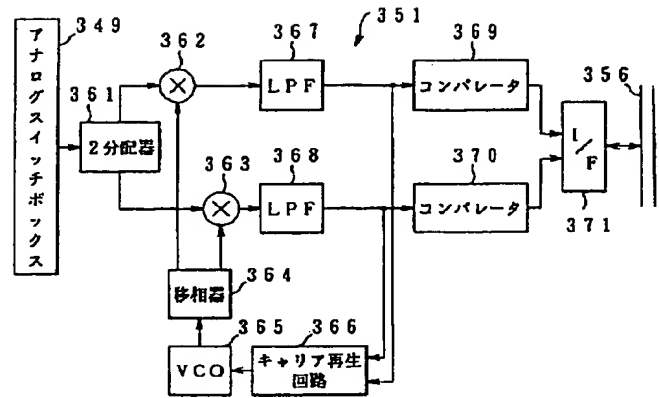 349
アナログスイッチボックス
361
2分配器
362
367
LPF
351
369
コンパレータ
356
363
368
LPF
370
コンパレータ
I/F
371
移相器
364
365
VCO
366
キャリア再生
回路